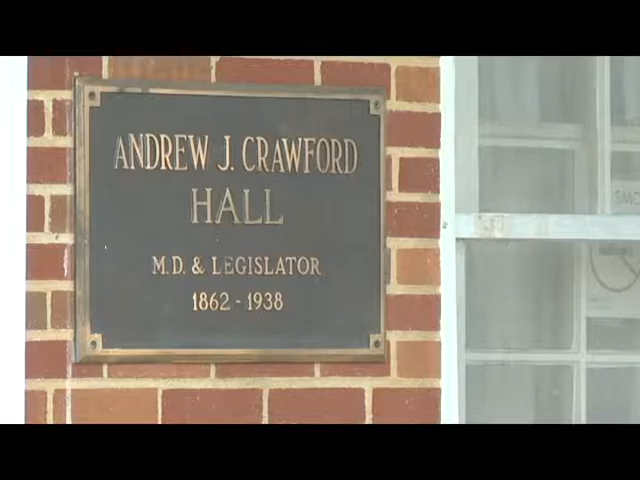 ANDREW J. CRAWFORD
HALL
M.D. & LEGISLATOR
1862 - 1938